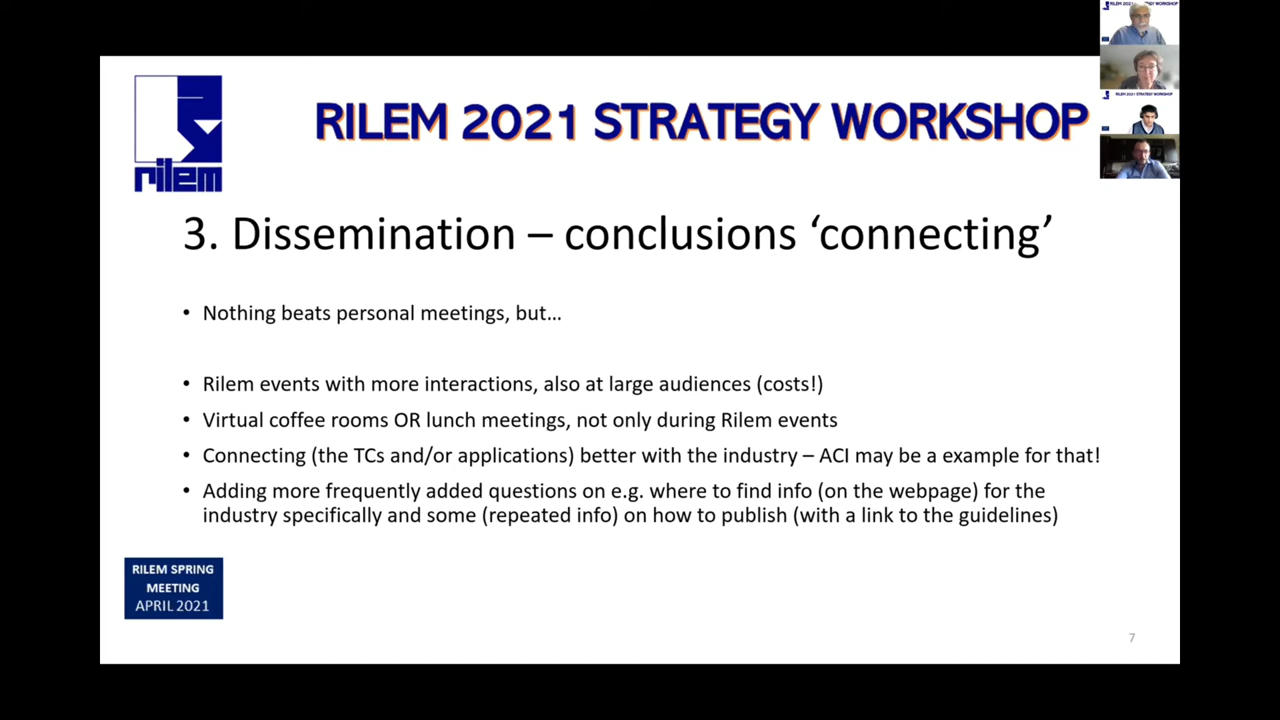 rilem
RILEM 2021 STRATEGY WORKSHOP
3. Dissemination – conclusions ‘connecting’
• Nothing beats personal meetings, but…
• Rilem events with more interactions, also at large audiences (costs!)
• Virtual coffee rooms OR lunch meetings, not only during Rilem events
• Connecting (the TCs and/or applications) better with the industry – ACI may be a example for that!
• Adding more frequently added questions on e.g. where to find info (on the webpage) for the
industry specifically and some (repeated info) on how to publish (with a link to the guidelines)
RILEM SPRING
MEETING
APRIL 2021
7
RILEM 2021 STRATEGY WORKSHOP